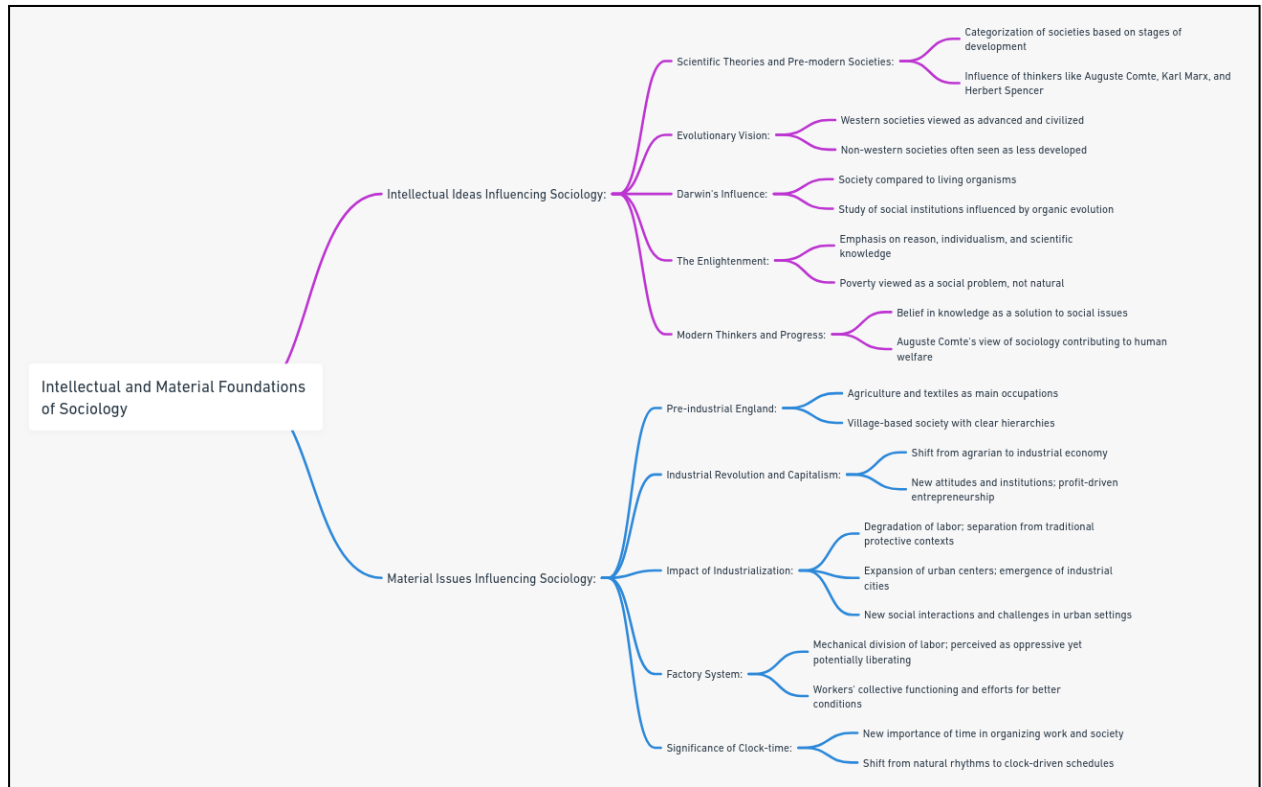 Intellectual and Material Foundations
of Sociology
Intellectual Ideas Influencing Sociology:
Scientific Theories and Pre-modern Societies:
Categorization of societies based on stages of
development
Influence of thinkers like Auguste Comte, Karl Marx, and
Herbert Spencer
Evolutionary Vision:
Western societies viewed as advanced and civilized
Non-western societies often seen as less developed
Darwin's Influence:
Society compared to living organisms
Study of social institutions influenced by organic evolution
The Enlightenment:
Emphasis on reason, individualism, and scientific
knowledge
Poverty viewed as a social problem, not natural
Modern Thinkers and Progress:
Belief in knowledge as a solution to social issues
Auguste Comte's view of sociology contributing to human
welfare
Material Issues Influencing Sociology:
Pre-industrial England:
Agriculture and textiles as main occupations
Village-based society with clear hierarchies
Industrial Revolution and Capitalism:
Shift from agrarian to industrial economy
New attitudes and institutions; profit-driven
entrepreneurship
Impact of Industrialization:
Degradation of labor; separation from traditional
protective contexts
Expansion of urban centers; emergence of industrial
cities
New social interactions and challenges in urban settings
Factory System:
Mechanical division of labor; perceived as oppressive yet
potentially liberating
Workers' collective functioning and efforts for better
conditions
Significance of Clock-time:
New importance of time in organizing work and society
Shift from natural rhythms to clock-driven schedules